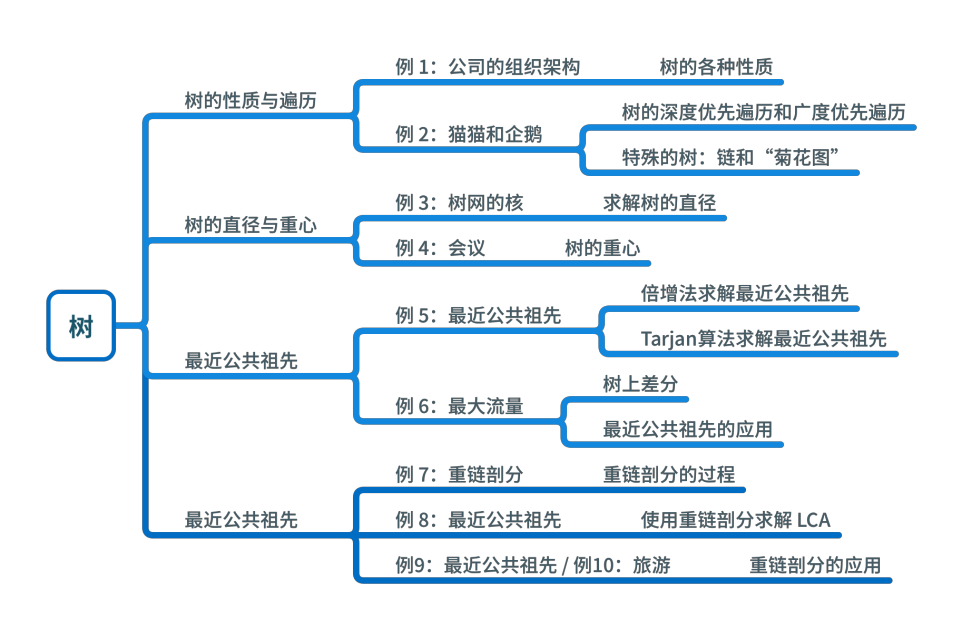 树
树的性质与遍历
例 1：公司的组织架构
树的各种性质
例 2：猫猫和企鹅
树的深度优先遍历和广度优先遍历
特殊的树：链和“菊花图”
树的直径与重心
例 3：树网的核
求解树的直径
例 4：会议
树的重心
最近公共祖先
例 5：最近公共祖先
倍增法求解最近公共祖先
Tarjan算法求解最近公共祖先
例 6：最大流量
树上差分
最近公共祖先的应用
最近公共祖先
例 7：重链剖分
重链剖分的过程
例 8：最近公共祖先
使用重链剖分求解 LCA
例9：最近公共祖先 / 例10：旅游
重链剖分的应用